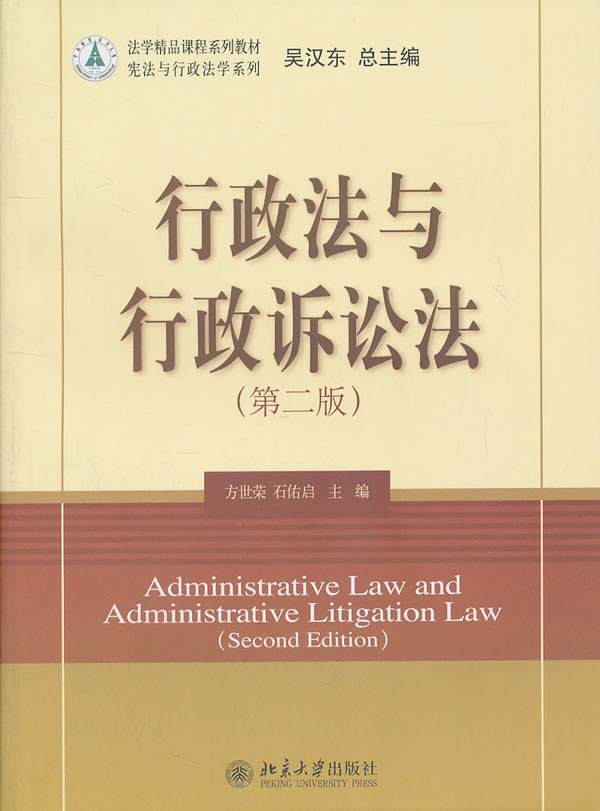 法学精品课程系列教材
宪法与行政法学系列
吴汉东 总主编
行政法与
行政诉讼法
(第二版)
方世荣 石佑启 主 编
Administrative Law and
Administrative Litigation Law
(Second Edition)
北京大学出版社
PEKING UNIVERSITY PRESS